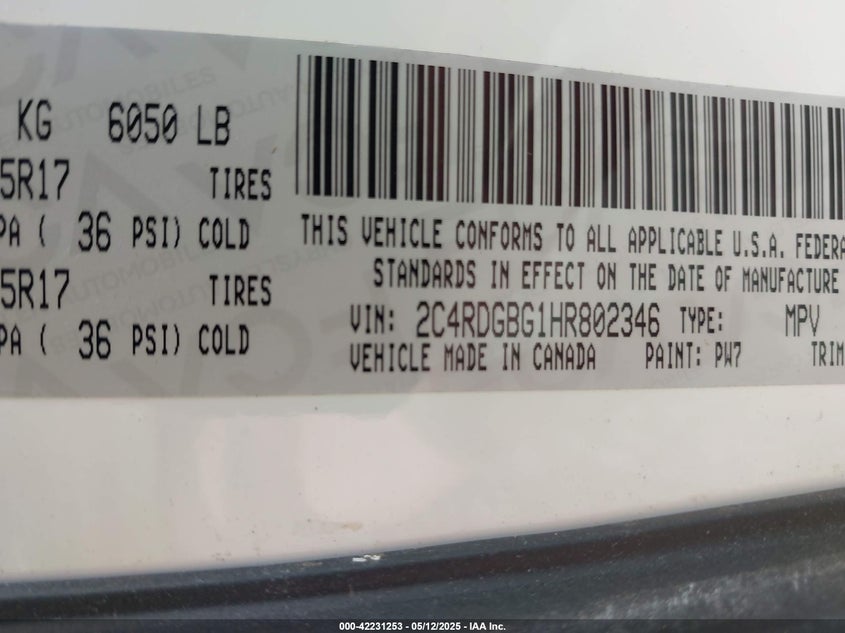 KG 6050 LB
5R17 TIRES
PA ( 36 PSI) COLD
5R17 TIRES
PA ( 36 PSI) COLD
THIS VEHICLE CONFORMS TO ALL APPLICABLE U.S.A. FEDERA
STANDARDS IN EFFECT ON THE DATE OF MANUFACTURE
VIN: 2C4RDGBG1HR802346 TYPE: MPV
VEHICLE MADE IN CANADA PAINT: PW7 TRIM
000-42231253 - 05/12/2025 - IAA Inc.